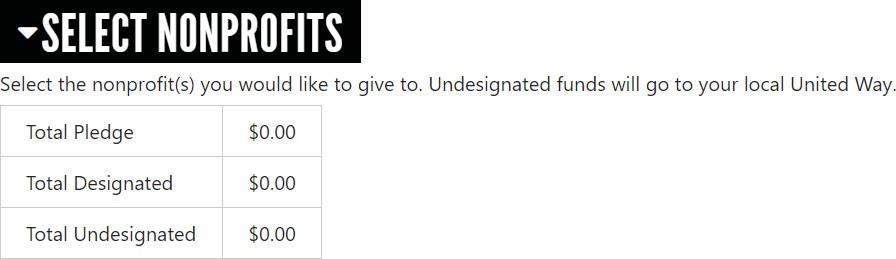 SELECT NONPROFITS
Select the nonprofit(s) you would like to give to. Undesignated funds will go to your local United Way.
Total Pledge $0.00
Total Designated $0.00
Total Undesignated $0.00